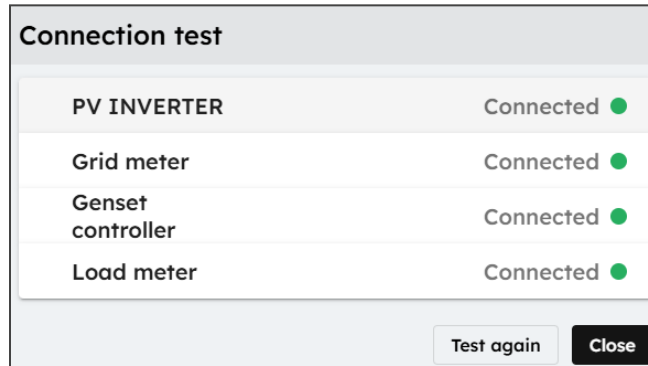 Connection test
PV INVERTER Connected
Grid meter Connected
Genset
controller Connected
Load meter Connected
Test again Close